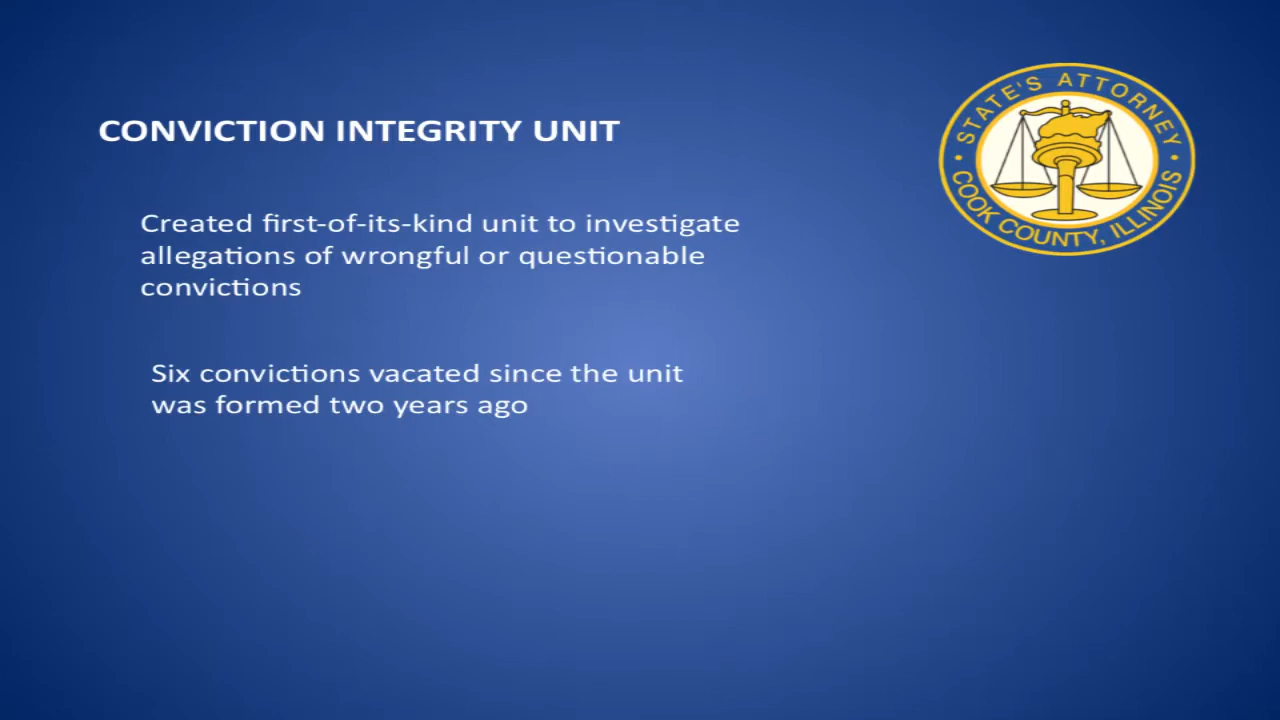 CONVICTION INTEGRITY UNIT
Created first-of-its-kind unit to investigate
allegations of wrongful or questionable
convictions
Six convictions vacated since the unit
was formed two years ago
STATE'S ATTORNEY
COOK COUNTY, ILLINOIS